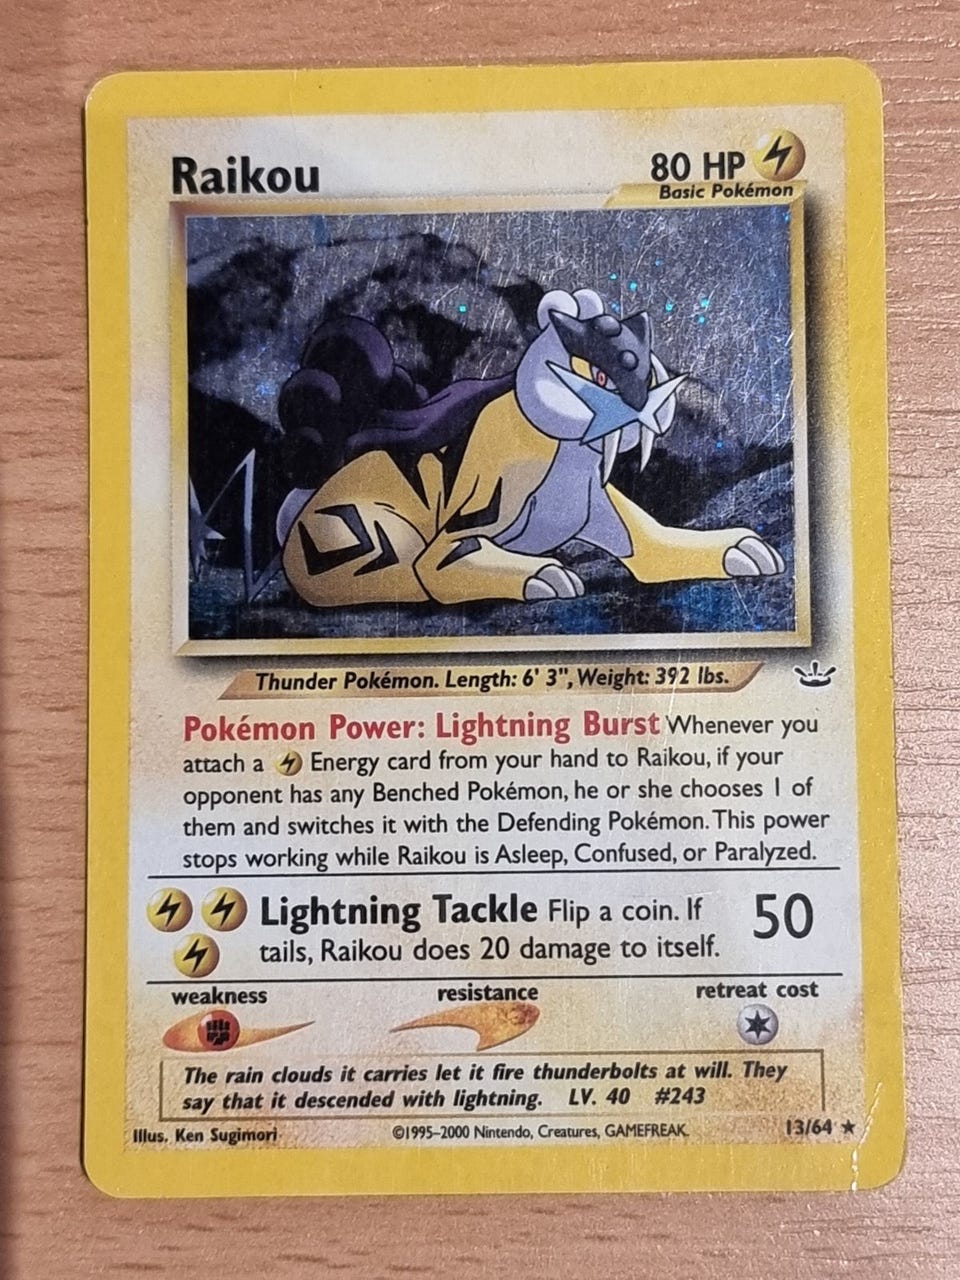 Raikou
80 HP
Basic Pokémon
Thunder Pokémon. Length: 6' 3", Weight: 392 lbs.
Pokémon Power: Lightning Burst Whenever you
attach a Energy card from your hand to Raikou, if your
opponent has any Benched Pokémon, he or she chooses 1 of
them and switches it with the Defending Pokémon. This power
stops working while Raikou is Asleep, Confused, or Paralyzed.
Lightning Tackle Flip a coin. If
tails, Raikou does 20 damage to itself.
50
weakness resistance retreat cost
The rain clouds it carries let it fire thunderbolts at will. They
say that it descended with lightning. LV. 40 #243
Illus. Ken Sugimori ©1995–2000 Nintendo, Creatures, GAMEFREAK. 13/64 ★